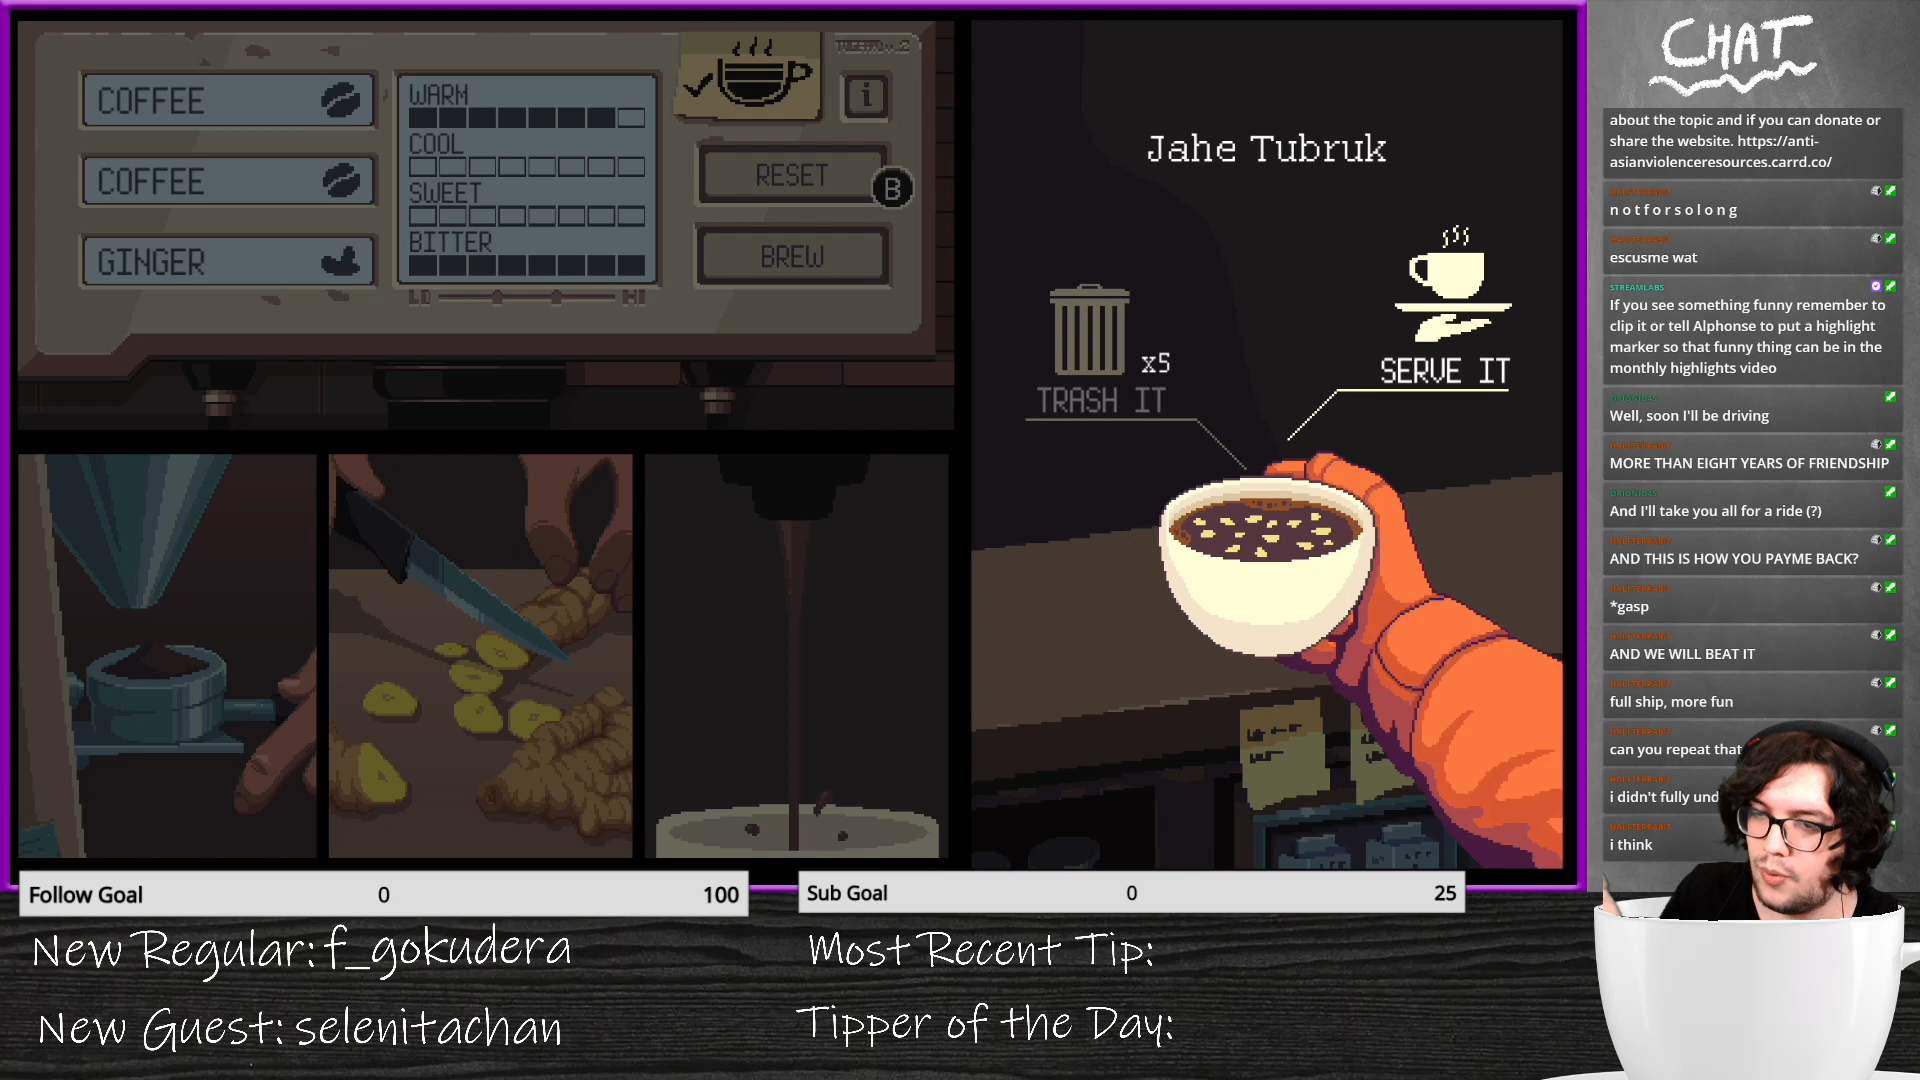 COFFEE
COFFEE
GINGER
WARM
COOL
SWEET
BITTER
LO
HI
i
RESET
B
BREW
Jahe Tubruk
x5
TRASH IT
SERVE IT
CHAT
about the topic and if you can donate or
share the website. https://anti-
asianviolenceresources.carrd.co/
n o t f o r s o l o n g
escusme wat
STREAMLABS
If you see something funny remember to
clip it or tell Alphonse to put a highlight
marker so that funny thing can be in the
monthly highlights video
Well, soon I'll be driving
MORE THAN EIGHT YEARS OF FRIENDSHIP
And I'll take you all for a ride (?)
AND THIS IS HOW YOU PAYME BACK?
*gasp
AND WE WILL BEAT IT
full ship, more fun
can you repeat that
i didn't fully und
i think
Follow Goal 0 100
Sub Goal 0 25
New Regular: f_gokudera
New Guest: selenitachan
Most Recent Tip:
Tipper of the Day: